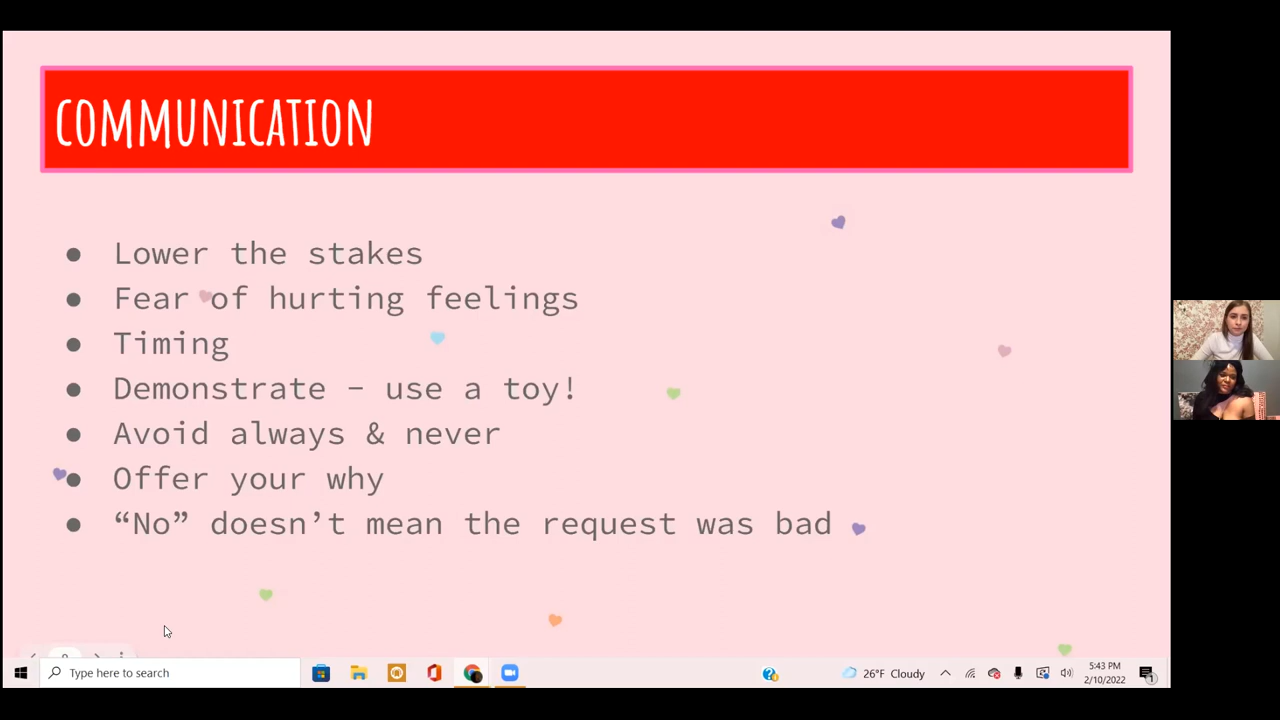 COMMUNICATION
Lower the stakes
Fear of hurting feelings
Timing
Demonstrate - use a toy!
Avoid always & never
Offer your why
“No” doesn’t mean the request was bad
Type here to search
26°F Cloudy
5:43 PM
2/10/2022
1